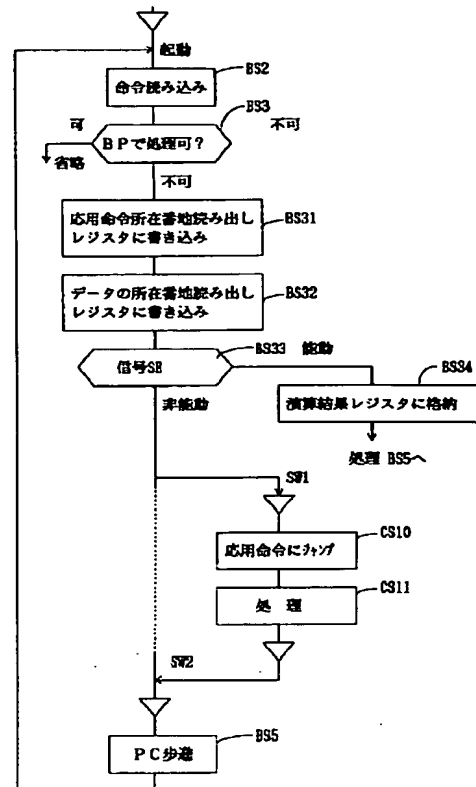 起動
BS2
命令読み込み
BS3
可
BPで処理可?
不可
省略
不可
応用命令所在番地読み出し
レジスタに書き込み
BS31
データの所在番地読み出し
レジスタに書き込み
BS32
BS33 能動
信号SE
BS34
非能動
演算結果レジスタに格納
処理 BS5へ
SW1
CS10
応用命令にジャンプ
CS11
処 理
SW2
BS5
PC歩進